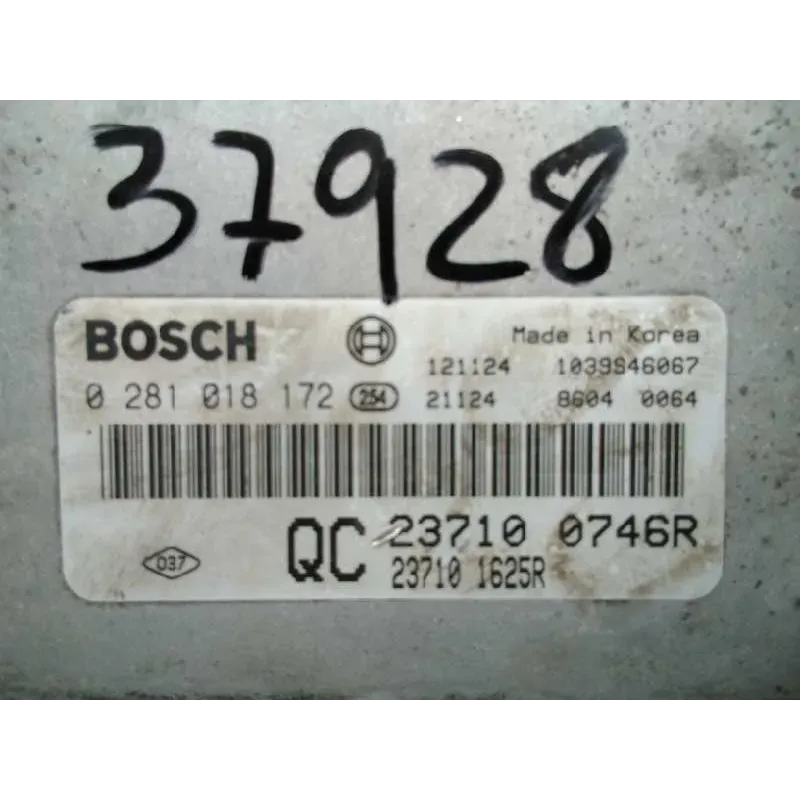 37928
BOSCH Made in Korea
121124 1039S46067
0 281 018 172 254 21124 8604 0064
QC 23710 0746R
037 23710 1625R